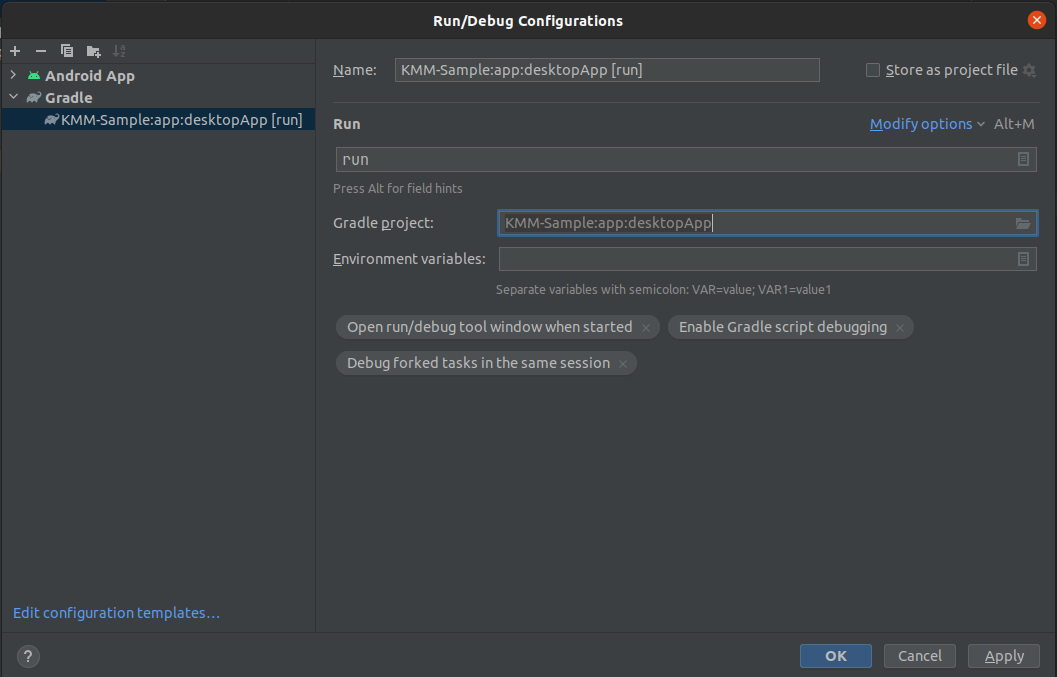 Run/Debug Configurations
Android App
Gradle
KMM-Sample:app:desktopApp [run]
Edit configuration templates...
Name: KMM-Sample:app:desktopApp [run] Store as project file
Run Modify options Alt+M
run
Press Alt for field hints
Gradle project: KMM-Sample:app:desktopApp
Environment variables:
Separate variables with semicolon: VAR=value; VAR1=value1
Open run/debug tool window when started × Enable Gradle script debugging ×
Debug forked tasks in the same session ×
? OK Cancel Apply